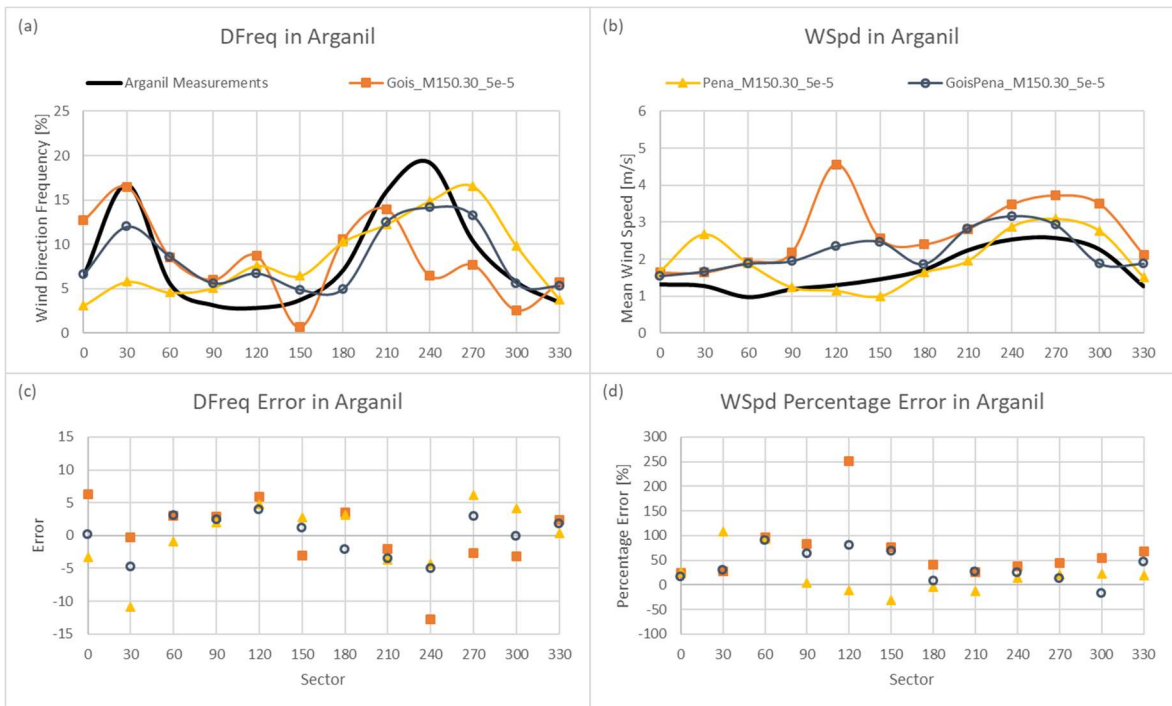 (a)
DFreq in Arganil
Arganil Measurements
Gois_M150.30_5e-5
Wind Direction Frequency [%]
25
20
15
10
5
0
0 30 60 90 120 150 180 210 240 270 300 330
(b)
WSpd in Arganil
Pena_M150.30_5e-5
GoisPena_M150.30_5e-5
Mean Wind Speed [m/s]
6
5
4
3
2
1
0
0 30 60 90 120 150 180 210 240 270 300 330
(c)
DFreq Error in Arganil
Error
15
10
5
0
-5
-10
-15
0 30 60 90 120 150 180 210 240 270 300 330
Sector
(d)
WSpd Percentage Error in Arganil
Percentage Error [%]
300
250
200
150
100
50
0
-50
-100
0 30 60 90 120 150 180 210 240 270 300 330
Sector